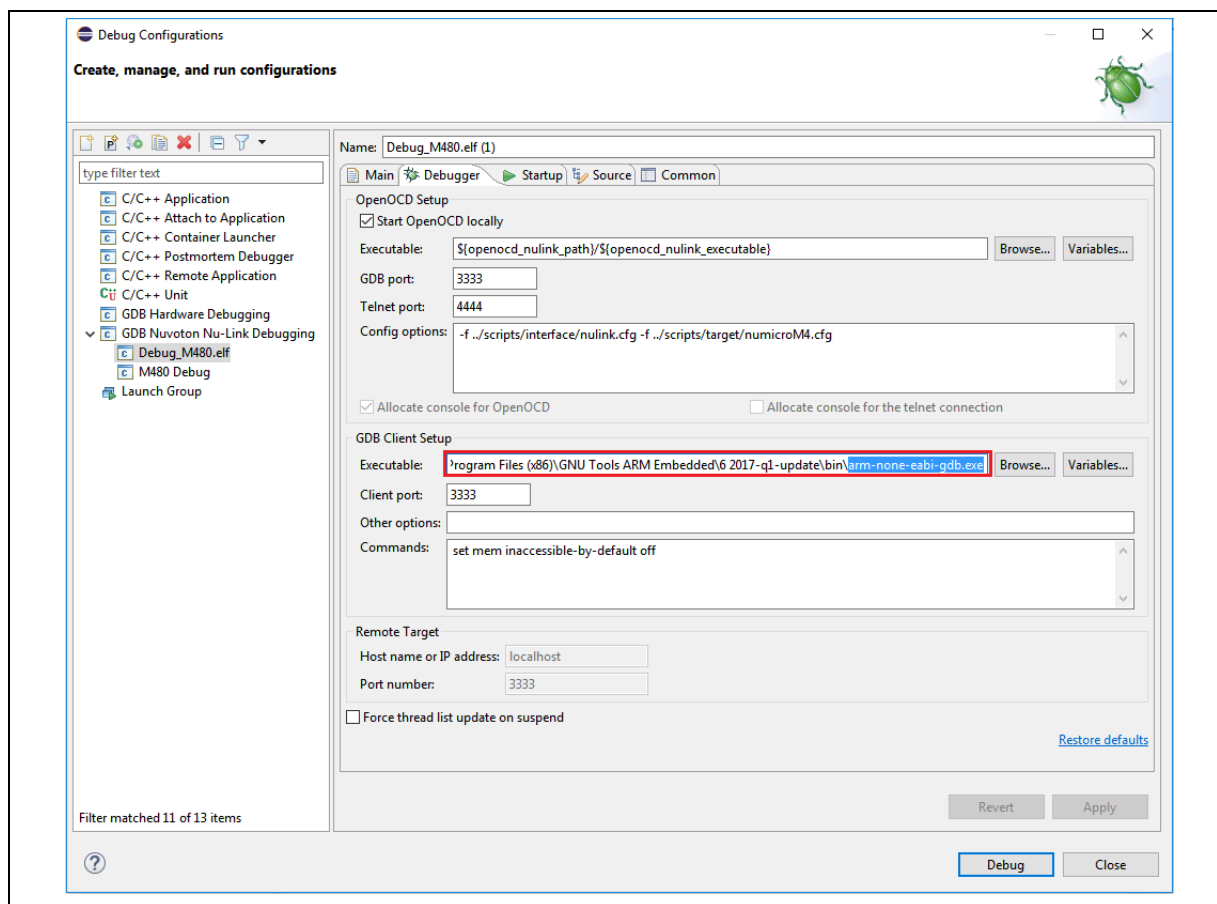 Debug Configurations
Create, manage, and run configurations
type filter text
C/C++ Application
C/C++ Attach to Application
C/C++ Container Launcher
C/C++ Postmortem Debugger
C/C++ Remote Application
C/C++ Unit
GDB Hardware Debugging
GDB Nuvoton Nu-Link Debugging
Debug_M480.elf
M480 Debug
Launch Group
Filter matched 11 of 13 items
Name: Debug_M480.elf (1)
Main Debugger Startup Source Common
OpenOCD Setup
Start OpenOCD locally
Executable: ${openocd_nulink_path}/${openocd_nulink_executable} Browse... Variables...
GDB port: 3333
Telnet port: 4444
Config options: -f ../scripts/interface/nulink.cfg -f ../scripts/target/numicroM4.cfg
Allocate console for OpenOCD Allocate console for the telnet connection
GDB Client Setup
Executable: Program Files (x86)\GNU Tools ARM Embedded\6 2017-q1-update\bin\arm-none-eabi-gdb.exe Browse... Variables...
Client port: 3333
Other options:
Commands: set mem inaccessible-by-default off
Remote Target
Host name or IP address: localhost
Port number: 3333
Force thread list update on suspend
Restore defaults
Revert Apply
Debug Close